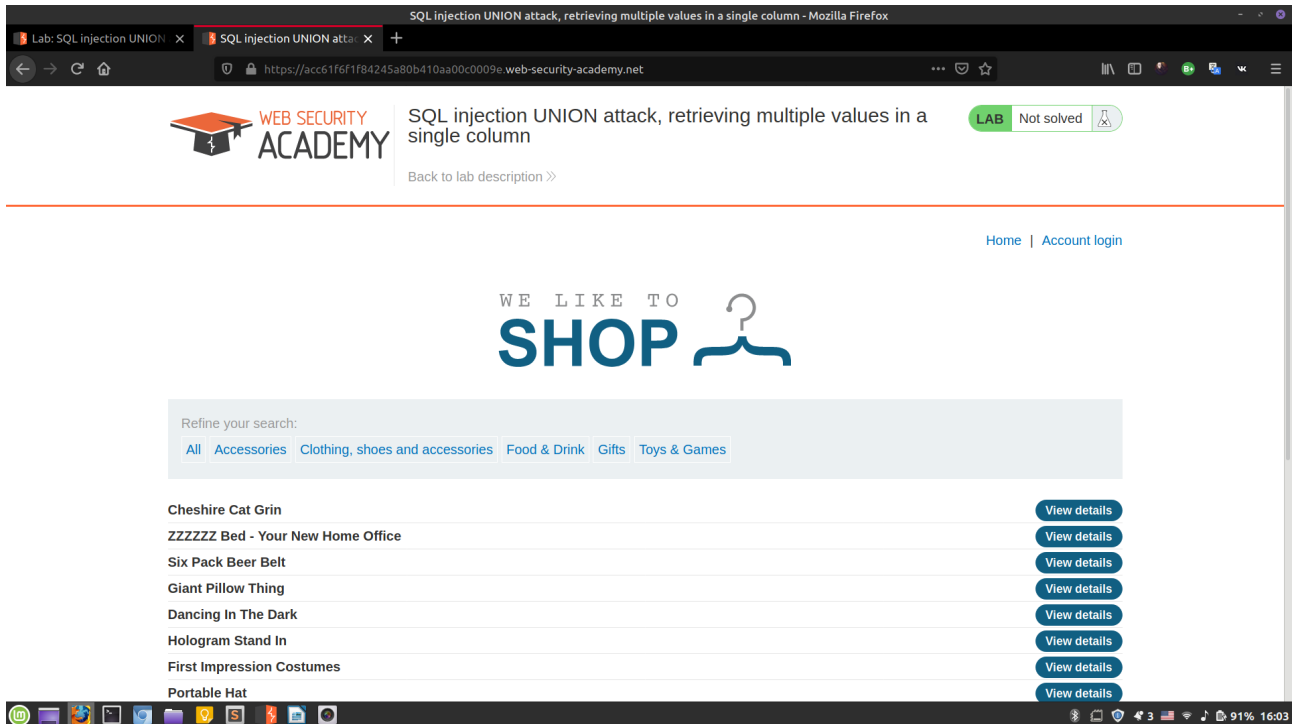 SQL injection UNION attack, retrieving multiple values in a single column - Mozilla Firefox
Lab: SQL injection UNION
SQL injection UNION attac
https://acc61f6f1f84245a80b410aa00c0009e.web-security-academy.net
WEB SECURITY
ACADEMY
SQL injection UNION attack, retrieving multiple values in a
single column
Back to lab description
LAB Not solved
Home | Account login
WE LIKE TO
SHOP
Refine your search:
All Accessories Clothing, shoes and accessories Food & Drink Gifts Toys & Games
Cheshire Cat Grin View details
ZZZZZZ Bed - Your New Home Office View details
Six Pack Beer Belt View details
Giant Pillow Thing View details
Dancing In The Dark View details
Hologram Stand In View details
First Impression Costumes View details
Portable Hat View details
3 91% 16:03